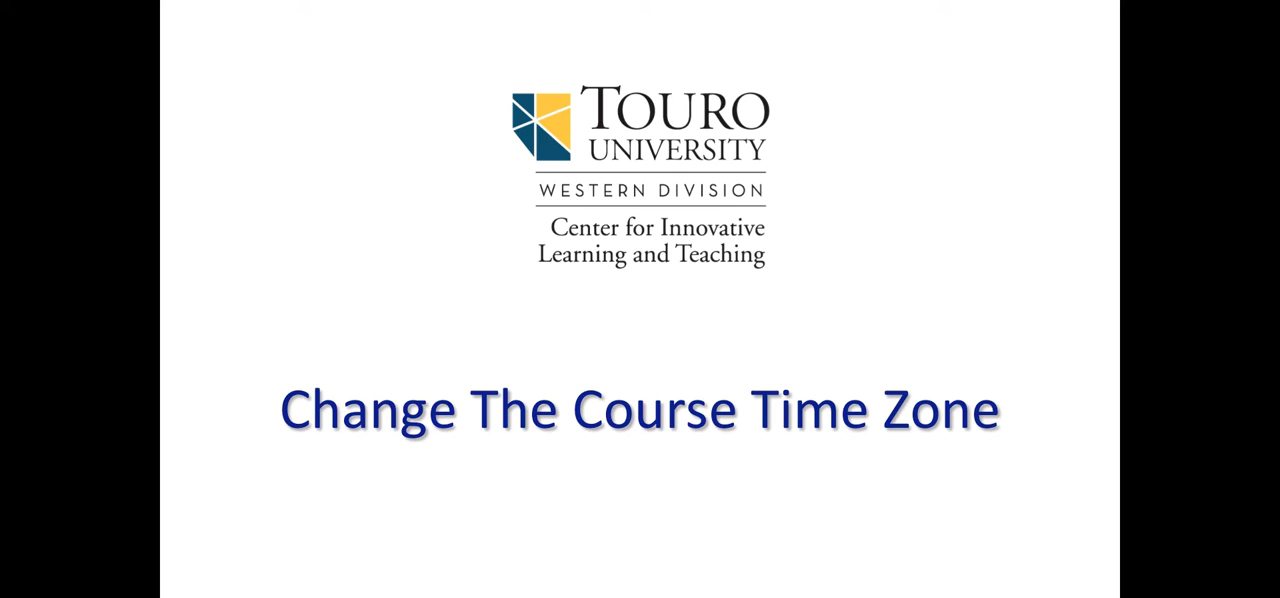 TOURO
UNIVERSITY
WESTERN DIVISION
Center for Innovative
Learning and Teaching
Change The Course Time Zone